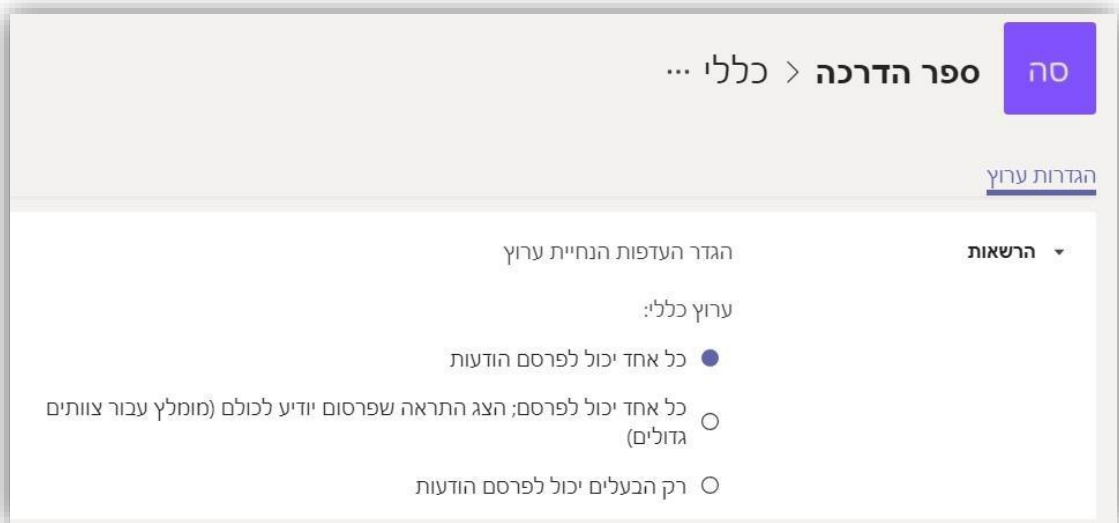 סה
ספר הדרכה > כללי ...
הגדרות ערוץ
הרשאות
הגדר העדפות הנחיית ערוץ
ערוץ כללי:
כל אחד יכול לפרסם הודעות
כל אחד יכול לפרסם; הצג התראה שפרסום יודיע לכולם (מומלץ עבור צוותים
גדולים)
רק הבעלים יכול לפרסם הודעות